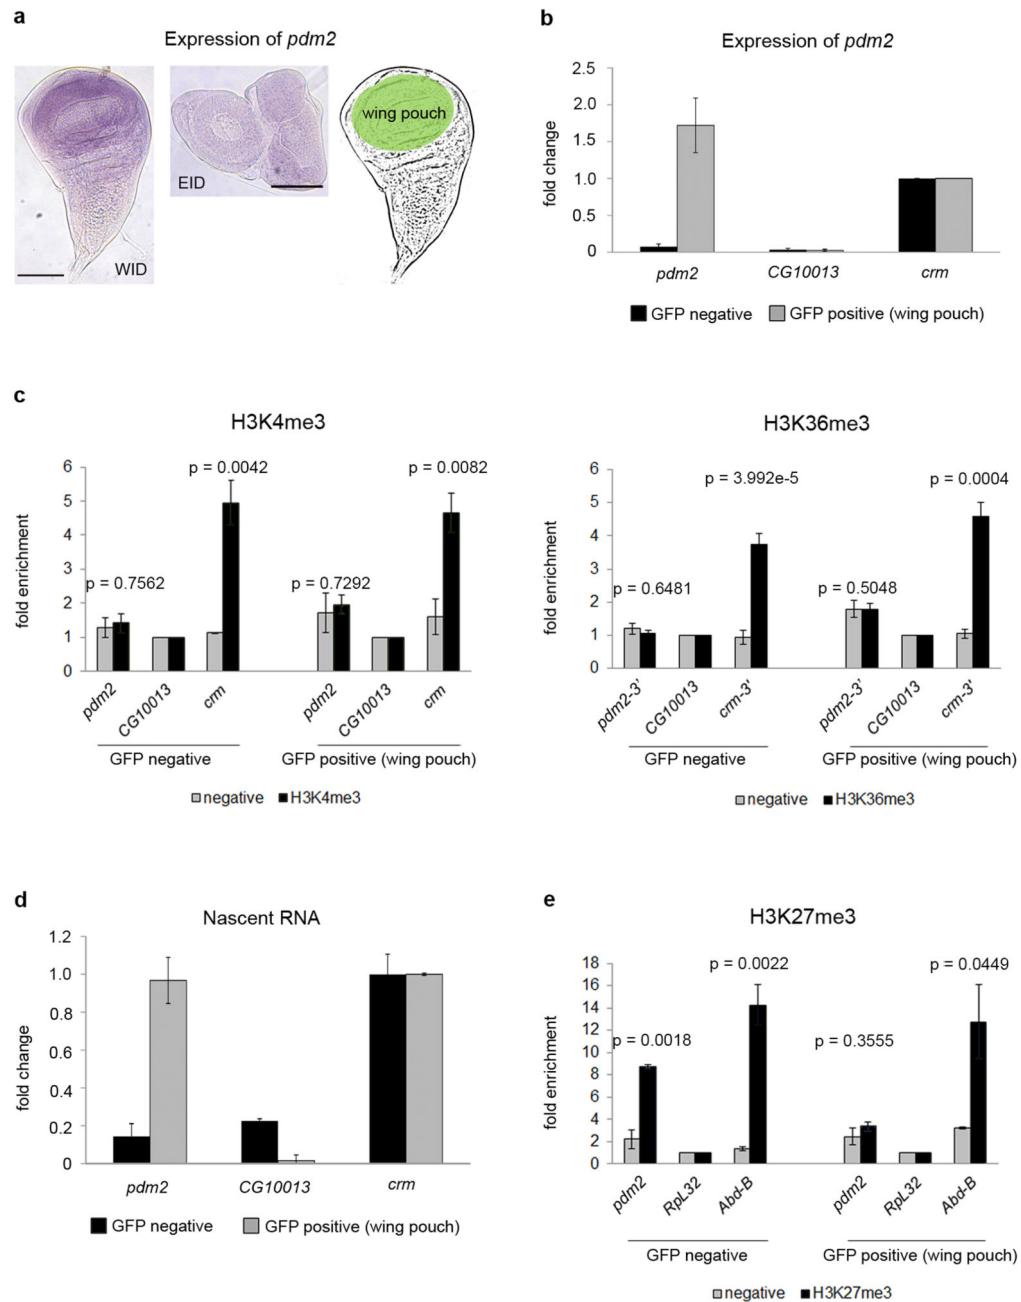 a
Expression of pdm2
WID
EID
wing pouch
b
Expression of pdm2
fold change
2.5
2.0
1.5
1.0
0.5
0
pdm2 CG10013 crm
GFP negative GFP positive (wing pouch)
c
H3K4me3
fold enrichment
6
5
4
3
2
1
0
p = 0.7562
p = 0.0042
p = 0.7292
p = 0.0082
pdm2 CG10013 crm pdm2 CG10013 crm
GFP negative GFP positive (wing pouch)
negative H3K4me3
H3K36me3
fold enrichment
6
5
4
3
2
1
0
p = 0.6481
p = 3.992e-5
p = 0.5048
p = 0.0004
pdm2-3' CG10013 crm-3' pdm2-3' CG10013 crm-3'
GFP negative GFP positive (wing pouch)
negative H3K36me3
d
Nascent RNA
fold change
1.2
1.0
0.8
0.6
0.4
0.2
0
pdm2 CG10013 crm
GFP negative GFP positive (wing pouch)
e
H3K27me3
fold enrichment
18
16
14
12
10
8
6
4
2
0
p = 0.0018
p = 0.0022
p = 0.3555
p = 0.0449
pdm2 RpL32 Abd-B pdm2 RpL32 Abd-B
GFP negative GFP positive (wing pouch)
negative H3K27me3